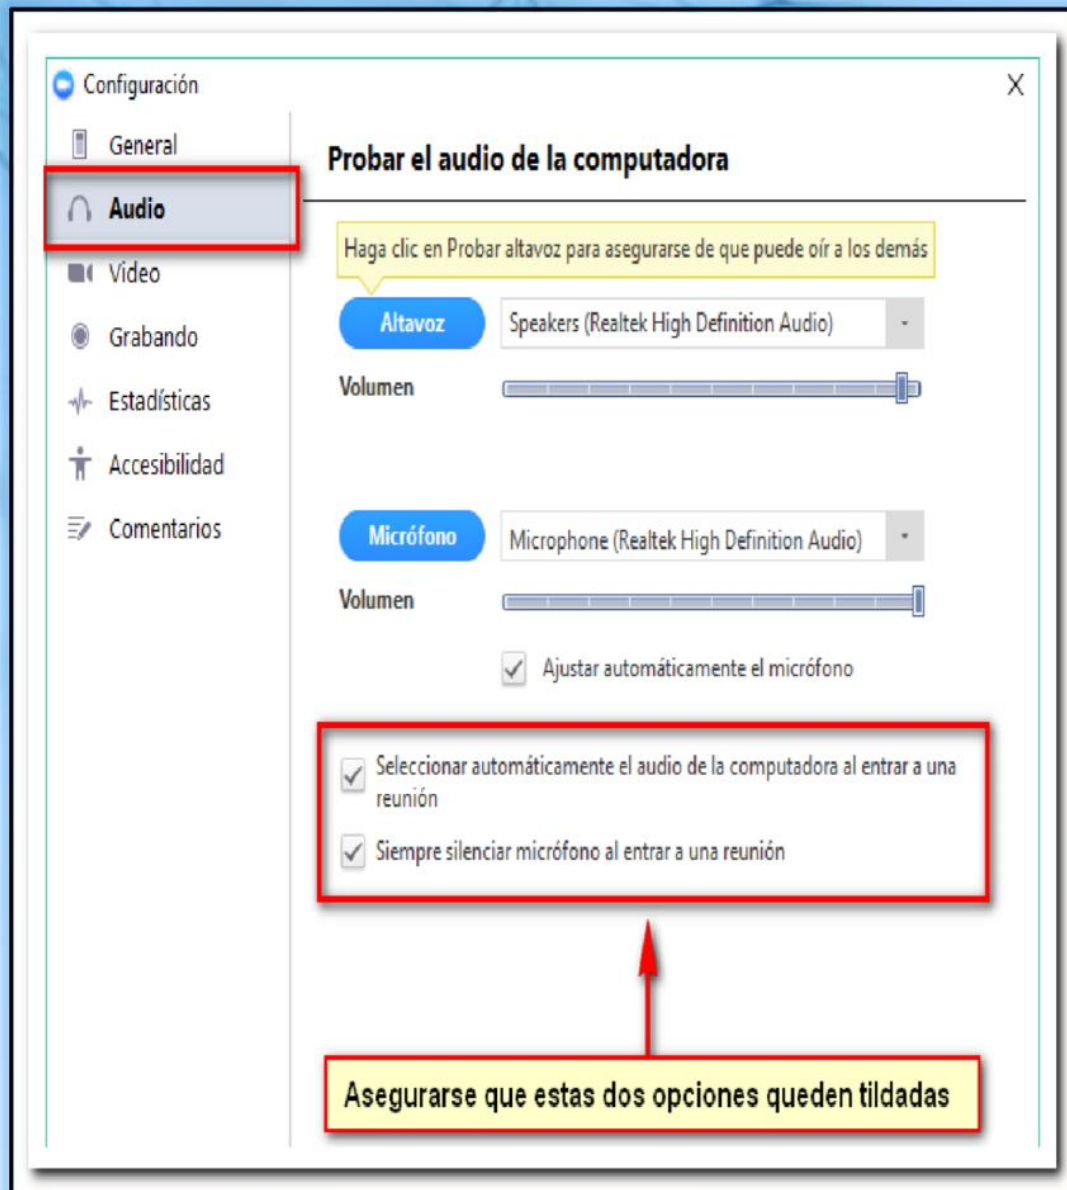 Configuración
X
General
Audio
Video
Grabando
Estadísticas
Accesibilidad
Comentarios
Probar el audio de la computadora
Haga clic en Probar altavoz para asegurarse de que puede oír a los demás
Altavoz
Speakers (Realtek High Definition Audio)
Volumen
Micrófono
Microphone (Realtek High Definition Audio)
Volumen
Ajustar automáticamente el micrófono
Seleccionar automáticamente el audio de la computadora al entrar a una
reunión
Siempre silenciar micrófono al entrar a una reunión
Asegurarse que estas dos opciones queden tildadas